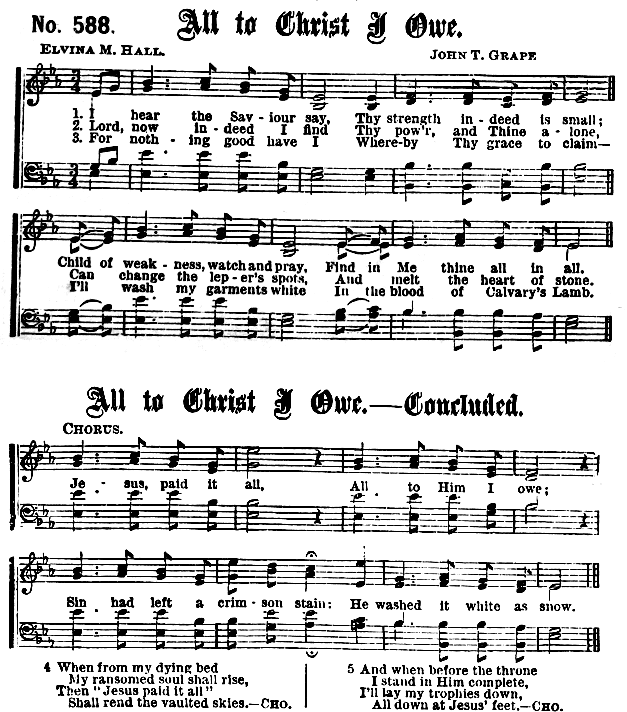 No. 588. All to Christ I Owe.
ELVINA M. HALL. JOHN T. GRAPE
1. I hear the Sav - iour say, Thy strength in - deed is small;
2. Lord, now in - deed I find Thy pow'r, and Thine a - lone,
3. For noth - ing good have I Where-by Thy grace to claim—
Child of weak - ness, watch and pray, Find in Me thine all in all.
Can change the lep - er's spots, And melt the heart of stone.
I'll wash my garments white In the blood of Calvary's Lamb.
All to Christ I Owe.—Concluded.
CHORUS.
Je - sus, paid it all, All to Him I owe;
Sin had left a crim - son stain: He washed it white as snow.
4 When from my dying bed
My ransomed soul shall rise,
Then "Jesus paid it all"
Shall rend the vaulted skies.—CHO.
5 And when before the throne
I stand in Him complete,
I'll lay my trophies down,
All down at Jesus' feet.—CHO.